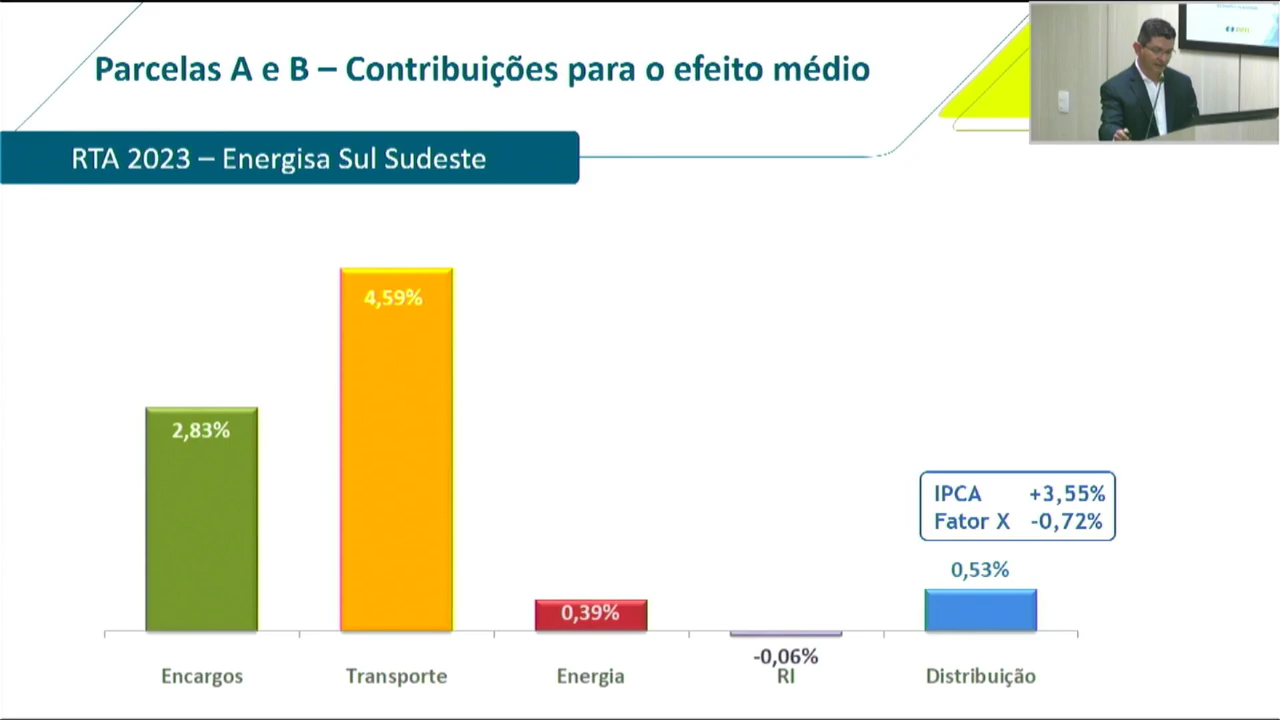 Parcelas A e B – Contribuições para o efeito médio
RTA 2023 – Energisa Sul Sudeste
4,59%
2,83%
IPCA +3,55%
Fator X -0,72%
0,53%
0,39%
-0,06%
Encargos
Transporte
Energia
RI
Distribuição